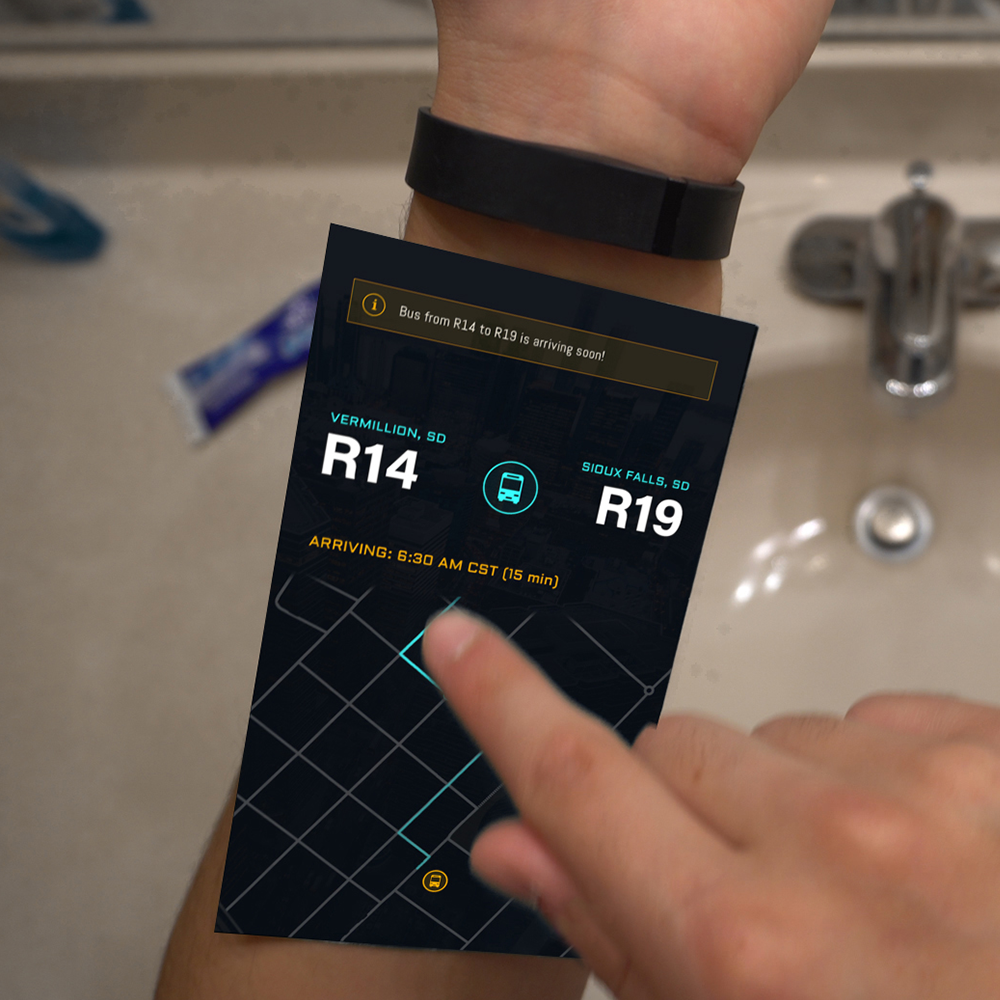 Bus from R14 to R19 is arriving soon!
VERMILLION, SD
R14
SIOUX FALLS, SD
R19
ARRIVING: 6:30 AM CST (15 min)